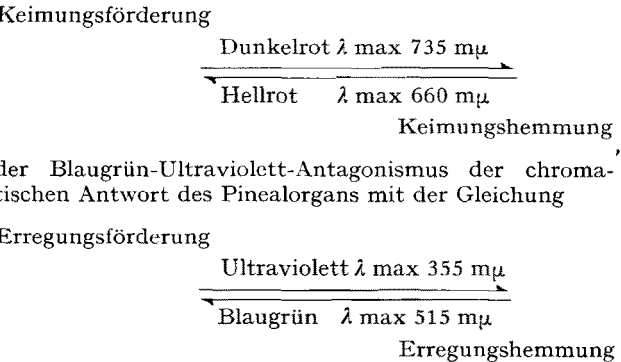 Keimungsförderung
Dunkelrot λ max 735 mμ
Hellrot λ max 660 mμ
Keimungshemmung
der Blaugrün-Ultraviolett-Antagonismus der chroma-
tischen Antwort des Pinealorgans mit der Gleichung
Erregungsförderung
Ultraviolett λ max 355 mμ
Blaugrün λ max 515 mμ
Erregungshemmung